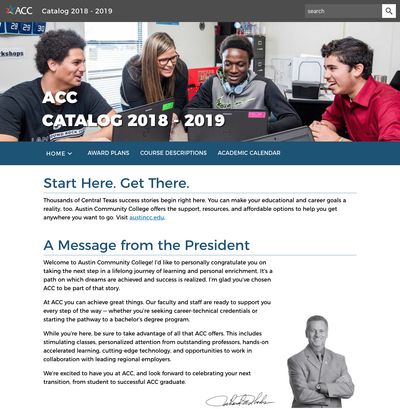 ACC
Catalog 2018 - 2019
search
ACC
CATALOG 2018 - 2019
HOME
AWARD PLANS
COURSE DESCRIPTIONS
ACADEMIC CALENDAR
Start Here. Get There.
Thousands of Central Texas success stories begin right here. You can make your educational and career goals a
reality, too. Austin Community College offers the support, resources, and affordable options to help you get
anywhere you want to go. Visit austincc.edu.
A Message from the President
Welcome to Austin Community College! I'd like to personally congratulate you on
taking the next step in a lifelong journey of learning and personal enrichment. It's a
path on which dreams are achieved and success is realized. I'm glad you've chosen
ACC to be part of that story.
At ACC you can achieve great things. Our faculty and staff are ready to support you
every step of the way — whether you're seeking career-technical credentials or
starting the pathway to a bachelor's degree program.
While you're here, be sure to take advantage of all that ACC offers. This includes
stimulating classes, personalized attention from outstanding professors, hands-on
accelerated learning, cutting-edge technology, and opportunities to work in
collaboration with leading regional employers.
We're excited to have you at ACC, and look forward to celebrating your next
transition, from student to successful ACC graduate.